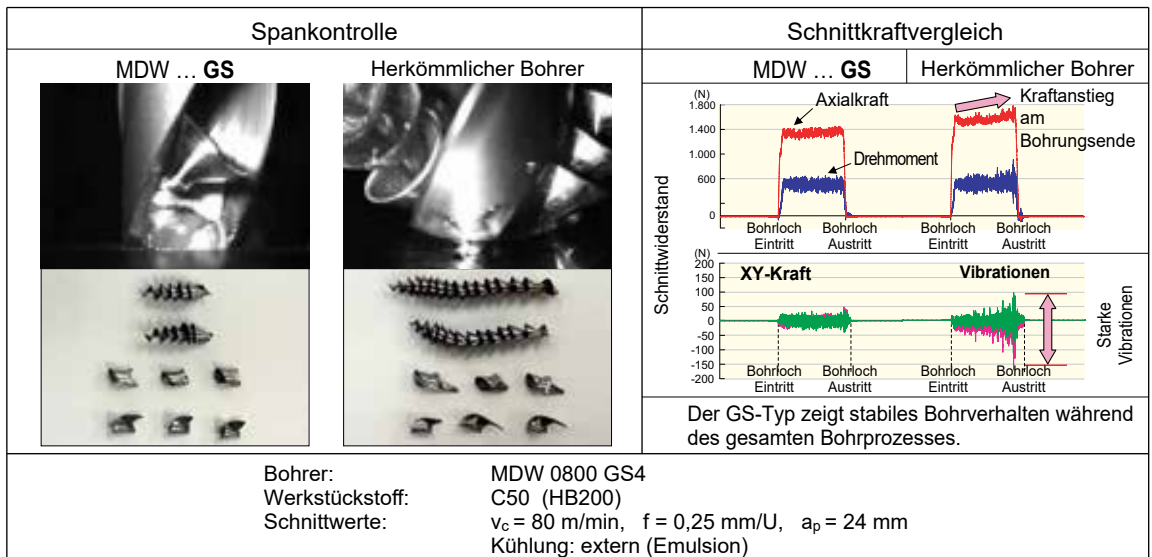 Spankontrolle
MDW ... GS
Herkömmlicher Bohrer
Schnittkraftvergleich
MDW ... GS
Herkömmlicher Bohrer
Schnittwiderstand
(N)
1.800
1.400
1.000
600
0
Axialkraft
Drehmoment
Kraftanstieg
am
Bohrungsende
Bohrloch
Eintritt
Bohrloch
Austritt
Bohrloch
Eintritt
Bohrloch
Austritt
(N)
200
150
100
50
0
-50
-100
-150
-200
XY-Kraft
Vibrationen
Starke
Vibrationen
Bohrloch
Eintritt
Bohrloch
Austritt
Bohrloch
Eintritt
Bohrloch
Austritt
Der GS-Typ zeigt stabiles Bohrverhalten während
des gesamten Bohrprozesses.
Bohrer: MDW 0800 GS4
Werkstückstoff: C50 (HB200)
Schnittwerte: vc = 80 m/min, f = 0,25 mm/U, ap = 24 mm
Kühlung: extern (Emulsion)